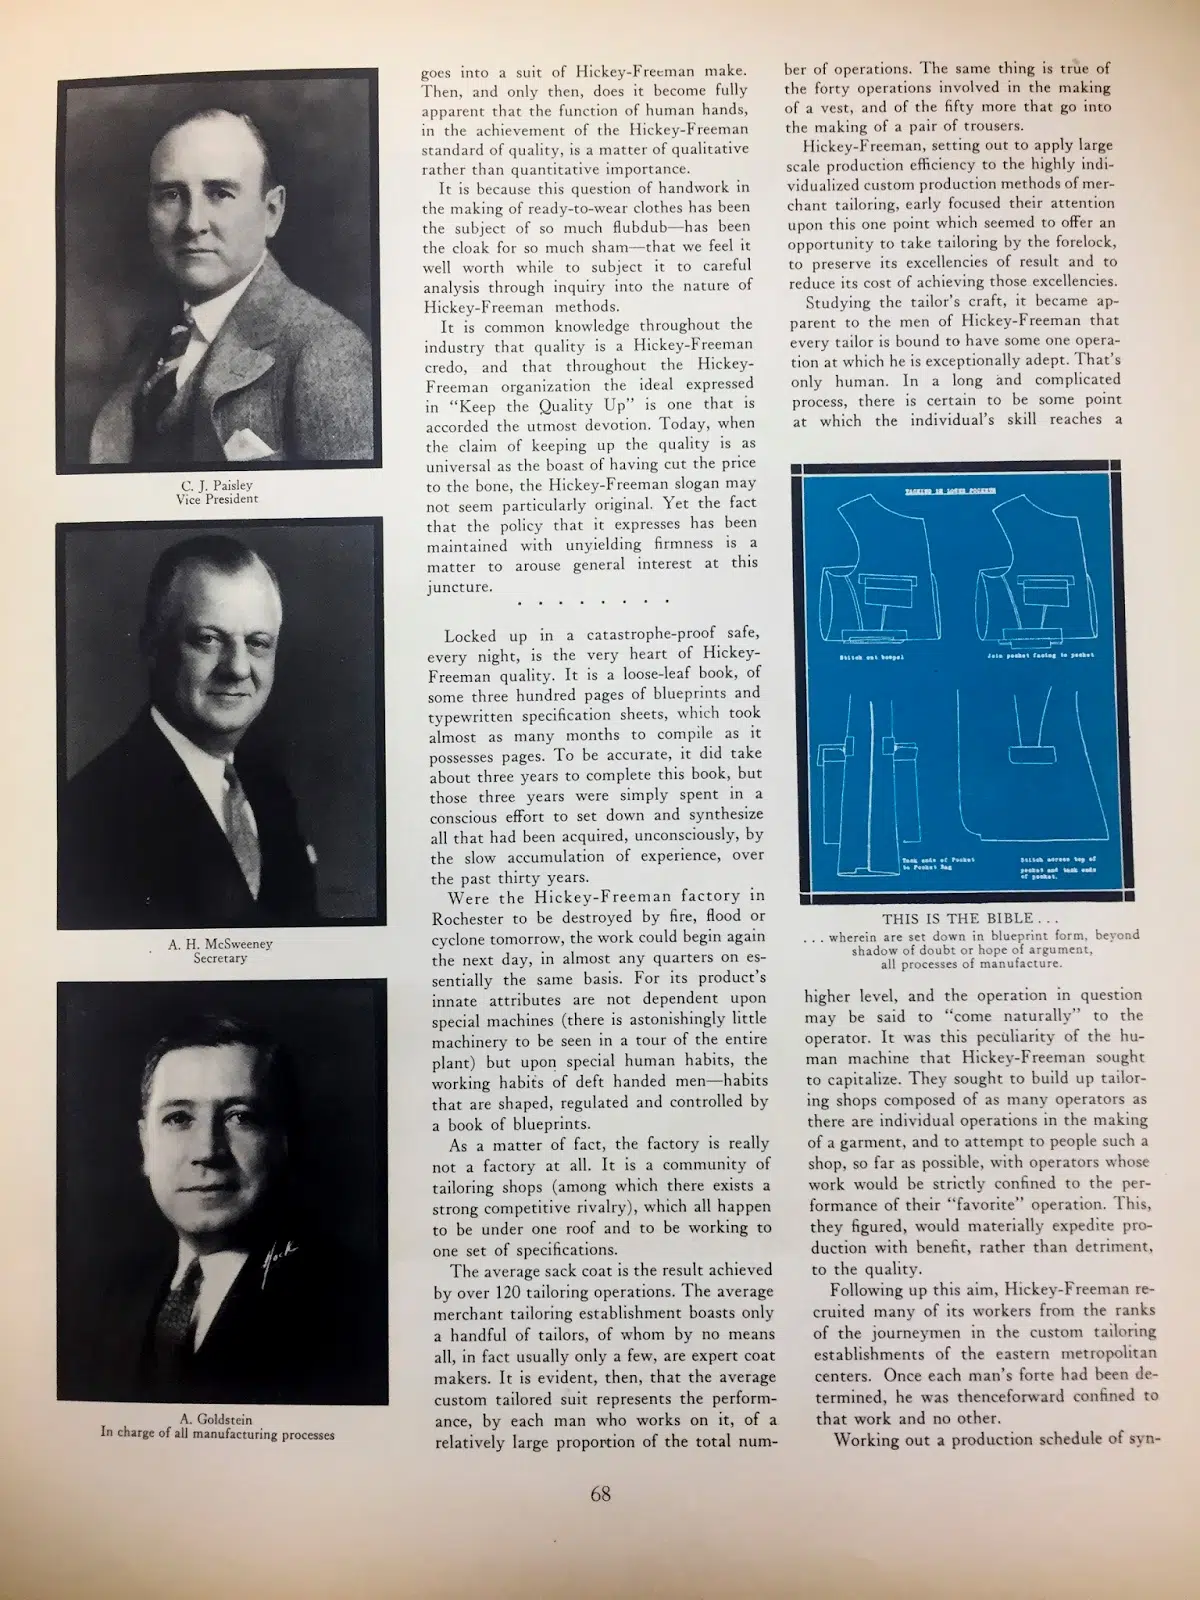 C. J. Paisley
Vice President
A. H. McSweeney
Secretary
Hock
A. Goldstein
In charge of all manufacturing processes
goes into a suit of Hickey-Freeman make.
Then, and only then, does it become fully
apparent that the function of human hands,
in the achievement of the Hickey-Freeman
standard of quality, is a matter of qualitative
rather than quantitative importance.
It is because this question of handwork in
the making of ready-to-wear clothes has been
the subject of so much flubdub—has been
the cloak for so much sham—that we feel it
well worth while to subject it to careful
analysis through inquiry into the nature of
Hickey-Freeman methods.
It is common knowledge throughout the
industry that quality is a Hickey-Freeman
credo, and that throughout the Hickey-
Freeman organization the ideal expressed
in “Keep the Quality Up” is one that is
accorded the utmost devotion. Today, when
the claim of keeping up the quality is as
universal as the boast of having cut the price
to the bone, the Hickey-Freeman slogan may
not seem particularly original. Yet the fact
that the policy that it expresses has been
maintained with unyielding firmness is a
matter to arouse general interest at this
juncture.
. . . . . . . .
Locked up in a catastrophe-proof safe,
every night, is the very heart of Hickey-
Freeman quality. It is a loose-leaf book, of
some three hundred pages of blueprints and
typewritten specification sheets, which took
almost as many months to compile as it
possesses pages. To be accurate, it did take
about three years to complete this book, but
those three years were simply spent in a
conscious effort to set down and synthesize
all that had been acquired, unconsciously, by
the slow accumulation of experience, over
the past thirty years.
Were the Hickey-Freeman factory in
Rochester to be destroyed by fire, flood or
cyclone tomorrow, the work could begin again
the next day, in almost any quarters on es-
sentially the same basis. For its product’s
innate attributes are not dependent upon
special machines (there is astonishingly little
machinery to be seen in a tour of the entire
plant) but upon special human habits, the
working habits of deft handed men—habits
that are shaped, regulated and controlled by
a book of blueprints.
As a matter of fact, the factory is really
not a factory at all. It is a community of
tailoring shops (among which there exists a
strong competitive rivalry), which all happen
to be under one roof and to be working to
one set of specifications.
The average sack coat is the result achieved
by over 120 tailoring operations. The average
merchant tailoring establishment boasts only
a handful of tailors, of whom by no means
all, in fact usually only a few, are expert coat
makers. It is evident, then, that the average
custom tailored suit represents the perform-
ance, by each man who works on it, of a
relatively large proportion of the total num-
ber of operations. The same thing is true of
the forty operations involved in the making
of a vest, and of the fifty more that go into
the making of a pair of trousers.
Hickey-Freeman, setting out to apply large
scale production efficiency to the highly indi-
vidualized custom production methods of mer-
chant tailoring, early focused their attention
upon this one point which seemed to offer an
opportunity to take tailoring by the forelock,
to preserve its excellencies of result and to
reduce its cost of achieving those excellencies.
Studying the tailor’s craft, it became ap-
parent to the men of Hickey-Freeman that
every tailor is bound to have some one opera-
tion at which he is exceptionally adept. That’s
only human. In a long and complicated
process, there is certain to be some point
at which the individual’s skill reaches a
TACKING IN LOWER POCKETS
Stitch out bospel
Join pocket facing to pocket
Tack ends of Pocket
to Pocket Bag
Stitch across top of
pocket and tack ends
of pocket.
THIS IS THE BIBLE . . .
. . . wherein are set down in blueprint form, beyond
shadow of doubt or hope of argument,
all processes of manufacture.
higher level, and the operation in question
may be said to “come naturally” to the
operator. It was this peculiarity of the hu-
man machine that Hickey-Freeman sought
to capitalize. They sought to build up tailor-
ing shops composed of as many operators as
there are individual operations in the making
of a garment, and to attempt to people such a
shop, so far as possible, with operators whose
work would be strictly confined to the per-
formance of their “favorite” operation. This,
they figured, would materially expedite pro-
duction with benefit, rather than detriment,
to the quality.
Following up this aim, Hickey-Freeman re-
cruited many of its workers from the ranks
of the journeymen in the custom tailoring
establishments of the eastern metropolitan
centers. Once each man’s forte had been de-
termined, he was thenceforward confined to
that work and no other.
Working out a production schedule of syn-
68